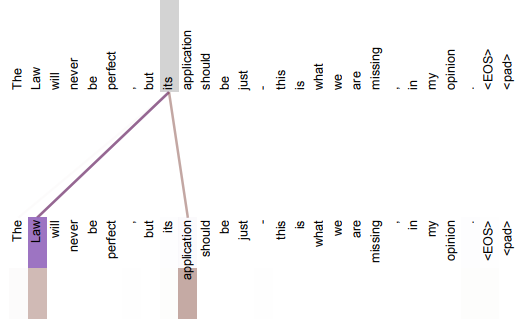 The Law will never be perfect , but its application should be just - this is what we are missing , in my opinion . <EOS> <pad>
The Law will never be perfect , but its application should be just - this is what we are missing , in my opinion . <EOS> <pad>